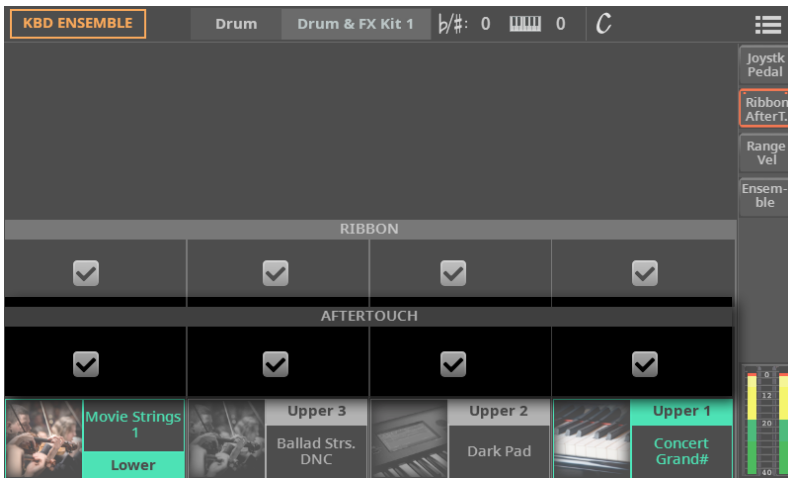 KBD ENSEMBLE
Drum
Drum & FX Kit 1
♭/♯: 0
0
C
Joystk
Pedal
Ribbon
AfterT.
Range
Vel
Ensem-
ble
RIBBON
AFTERTOUCH
Movie Strings
1
Lower
Upper 3
Ballad Strs.
DNC
Upper 2
Dark Pad
Upper 1
Concert
Grand#
0
12
20
40